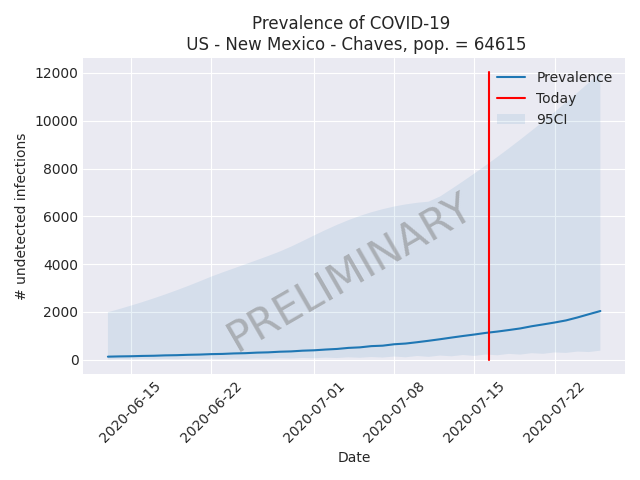 Prevalence of COVID-19
US - New Mexico - Chaves, pop. = 64615
12000
10000
8000
6000
4000
2000
0
# undetected infections
Prevalence
Today
95CI
PRELIMINARY
2020-06-15
2020-06-22
2020-07-01
2020-07-08
2020-07-15
2020-07-22
Date